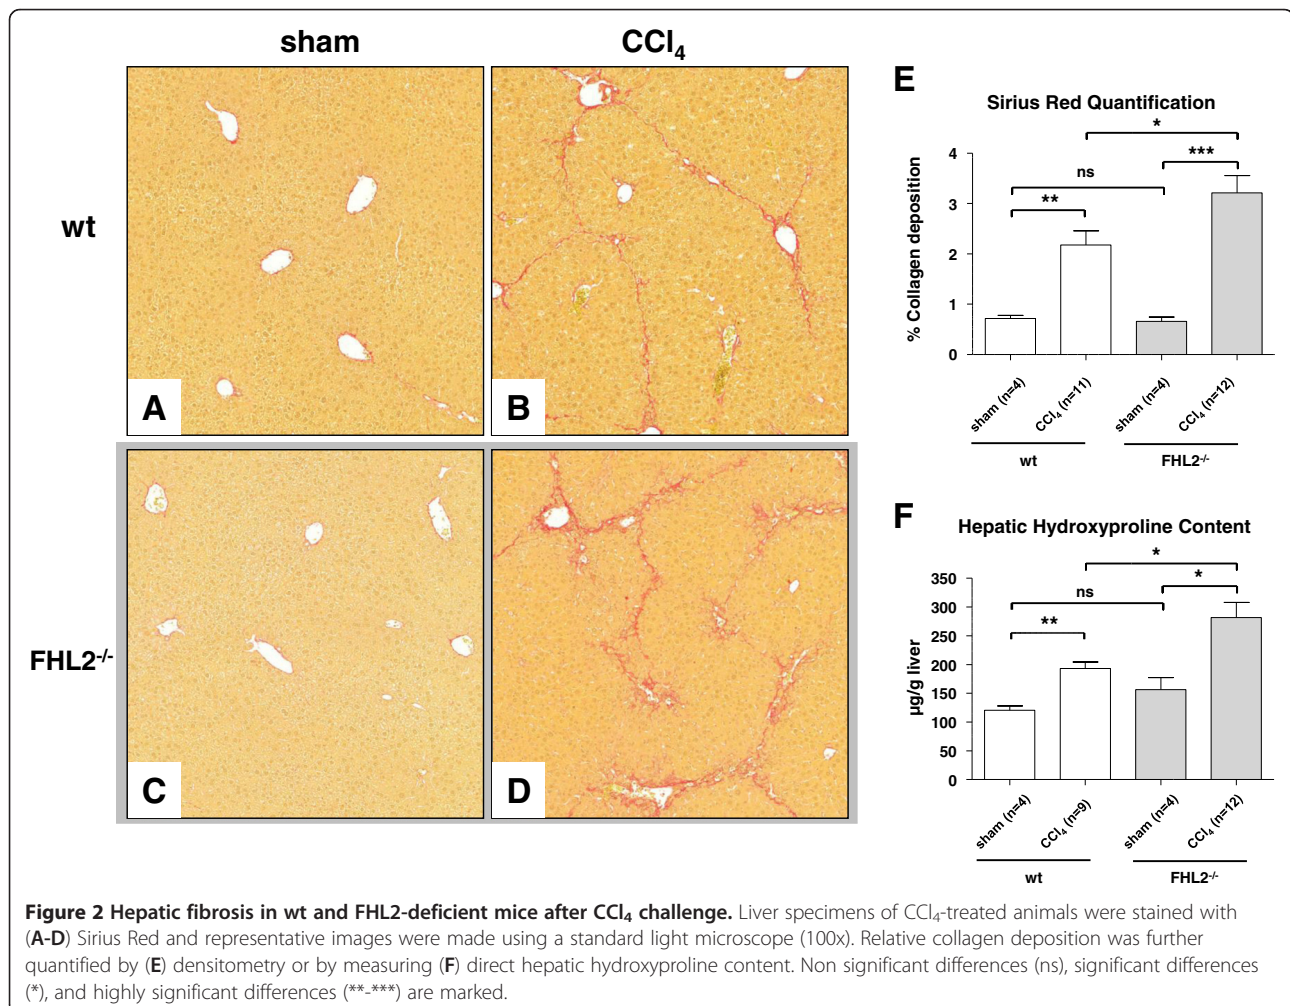 sham
CCl₄
wt
A
B
FHL2⁻/⁻
C
D
E
Sirius Red Quantification
% Collagen deposition
4
3
2
1
0
*
***
ns
**
sham (n=4)
CCl₄ (n=11)
sham (n=4)
CCl₄ (n=12)
wt
FHL2⁻/⁻
F
Hepatic Hydroxyproline Content
µg/g liver
350
300
250
200
150
100
50
0
*
*
ns
**
sham (n=4)
CCl₄ (n=9)
sham (n=4)
CCl₄ (n=12)
wt
FHL2⁻/⁻
Figure 2 Hepatic fibrosis in wt and FHL2-deficient mice after CCl₄ challenge. Liver specimens of CCl₄-treated animals were stained with
(A-D) Sirius Red and representative images were made using a standard light microscope (100x). Relative collagen deposition was further
quantified by (E) densitometry or by measuring (F) direct hepatic hydroxyproline content. Non significant differences (ns), significant differences
(*), and highly significant differences (**-***) are marked.